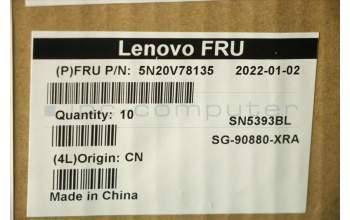 Lenovo FRU
(P)FRU P/N: 5N20V78135 2022-01-02
Quantity: 10 SN5393BL
SG-90880-XRA
(4L)Origin: CN
Made in China